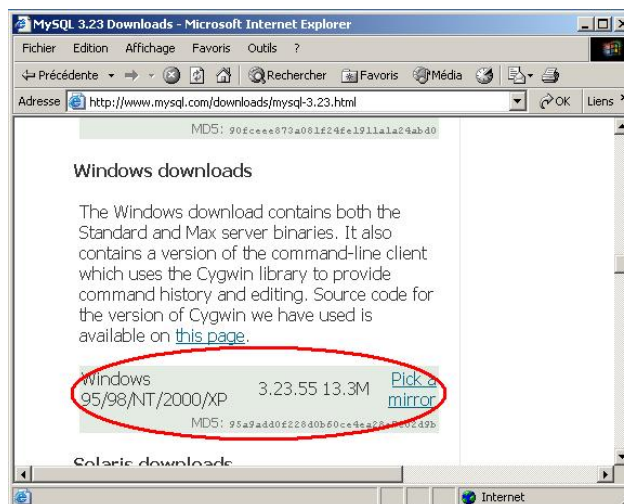 MySQL 3.23 Downloads - Microsoft Internet Explorer
Fichier Edition Affichage Favoris Outils ?
Précédente Rechercher Favoris Média
Adresse http://www.mysql.com/downloads/mysql-3.23.html OK Liens »
MD5: 90fceee873a081f24fe1911a1a24abd0
Windows downloads
The Windows download contains both the
Standard and Max server binaries. It also
contains a version of the command-line client
which uses the Cygwin library to provide
command history and editing. Source code for
the version of Cygwin we have used is
available on this page.
Windows
95/98/NT/2000/XP 3.23.55 13.3M Pick a
mirror
MD5:
Solaris downloads
Internet